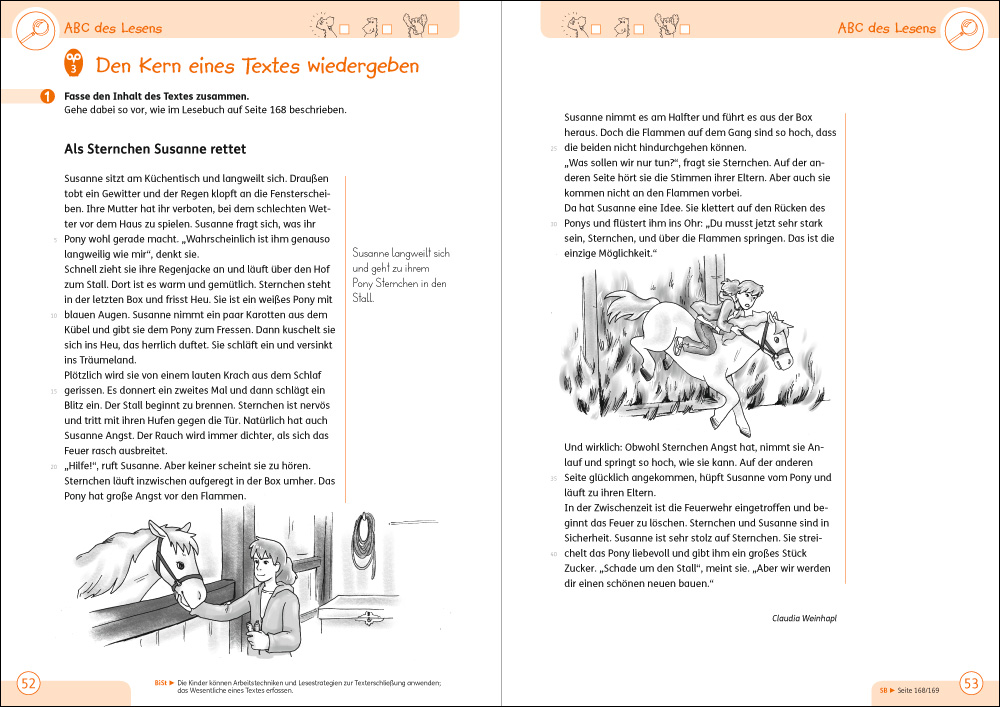 ABC des Lesens
3
Den Kern eines Textes wiedergeben
1
Fasse den Inhalt des Textes zusammen.
Gehe dabei so vor, wie im Lesebuch auf Seite 168 beschrieben.
Als Sternchen Susanne rettet
Susanne sitzt am Küchentisch und langweilt sich. Draußen
tobt ein Gewitter und der Regen klopft an die Fensterschei-
ben. Ihre Mutter hat ihr verboten, bei dem schlechten Wet-
ter vor dem Haus zu spielen. Susanne fragt sich, was ihr
5 Pony wohl gerade macht. „Wahrscheinlich ist ihm genauso
langweilig wie mir“, denkt sie.
Schnell zieht sie ihre Regenjacke an und läuft über den Hof
zum Stall. Dort ist es warm und gemütlich. Sternchen steht
in der letzten Box und frisst Heu. Sie ist ein weißes Pony mit
10 blauen Augen. Susanne nimmt ein paar Karotten aus dem
Kübel und gibt sie dem Pony zum Fressen. Dann kuschelt sie
sich ins Heu, das herrlich duftet. Sie schläft ein und versinkt
ins Träumeland.
Plötzlich wird sie von einem lauten Krach aus dem Schlaf
15 gerissen. Es donnert ein zweites Mal und dann schlägt ein
Blitz ein. Der Stall beginnt zu brennen. Sternchen ist nervös
und tritt mit ihren Hufen gegen die Tür. Natürlich hat auch
Susanne Angst. Der Rauch wird immer dichter, als sich das
Feuer rasch ausbreitet.
20 „Hilfe!“, ruft Susanne. Aber keiner scheint sie zu hören.
Sternchen läuft inzwischen aufgeregt in der Box umher. Das
Pony hat große Angst vor den Flammen.
Susanne langweilt sich
und geht zu ihrem
Pony Sternchen in den
Stall.
52
BiSt ► Die Kinder können Arbeitstechniken und Lesestrategien zur Texterschließung anwenden;
das Wesentliche eines Textes erfassen.
ABC des Lesens
Susanne nimmt es am Halfter und führt es aus der Box
heraus. Doch die Flammen auf dem Gang sind so hoch, dass
25 die beiden nicht hindurchgehen können.
„Was sollen wir nur tun?“, fragt sie Sternchen. Auf der an-
deren Seite hört sie die Stimmen ihrer Eltern. Aber auch sie
kommen nicht an den Flammen vorbei.
Da hat Susanne eine Idee. Sie klettert auf den Rücken des
30 Ponys und flüstert ihm ins Ohr: „Du musst jetzt sehr stark
sein, Sternchen, und über die Flammen springen. Das ist die
einzige Möglichkeit.“
Und wirklich: Obwohl Sternchen Angst hat, nimmt sie An-
lauf und springt so hoch, wie sie kann. Auf der anderen
35 Seite glücklich angekommen, hüpft Susanne vom Pony und
läuft zu ihren Eltern.
In der Zwischenzeit ist die Feuerwehr eingetroffen und be-
ginnt das Feuer zu löschen. Sternchen und Susanne sind in
Sicherheit. Susanne ist sehr stolz auf Sternchen. Sie strei-
40 chelt das Pony liebevoll und gibt ihm ein großes Stück
Zucker. „Schade um den Stall“, meint sie. „Aber wir werden
dir einen schönen neuen bauen.“
Claudia Weinhapl
SB ► Seite 168/169
53